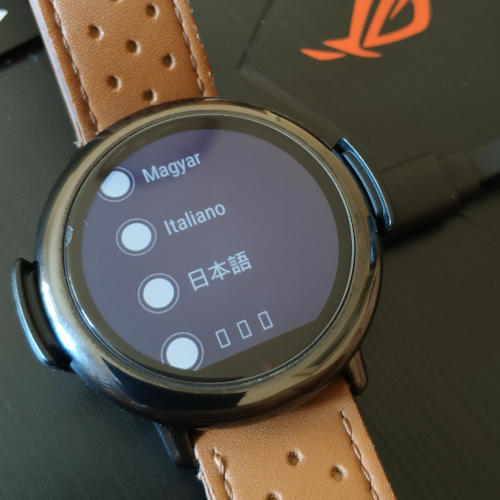 Magyar
Italiano
日本語
▯▯▯